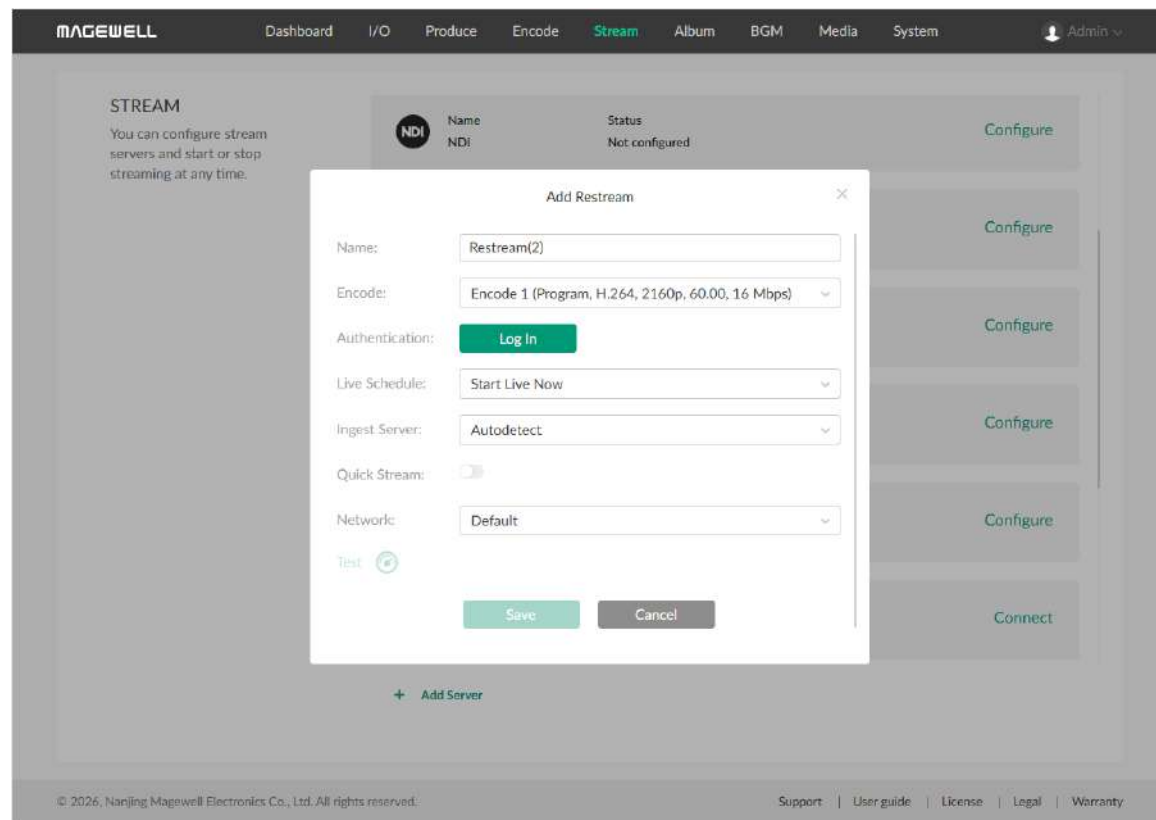 MAGEWELL
Dashboard I/O Produce Encode Stream Album BGM Media System Admin
STREAM
You can configure stream
servers and start or stop
streaming at any time.
NDI
Name
NDI
Status
Not configured
Configure
Configure
Configure
Configure
Configure
Connect
Add Restream
Name: Restream(2)
Encode: Encode 1 (Program, H.264, 2160p, 60.00, 16 Mbps)
Authentication: Log In
Live Schedule: Start Live Now
Ingest Server: Autodetect
Quick Stream:
Network: Default
Test
Save Cancel
+ Add Server
© 2026, Nanjing Magewell Electronics Co., Ltd. All rights reserved.
Support | User guide | License | Legal | Warranty